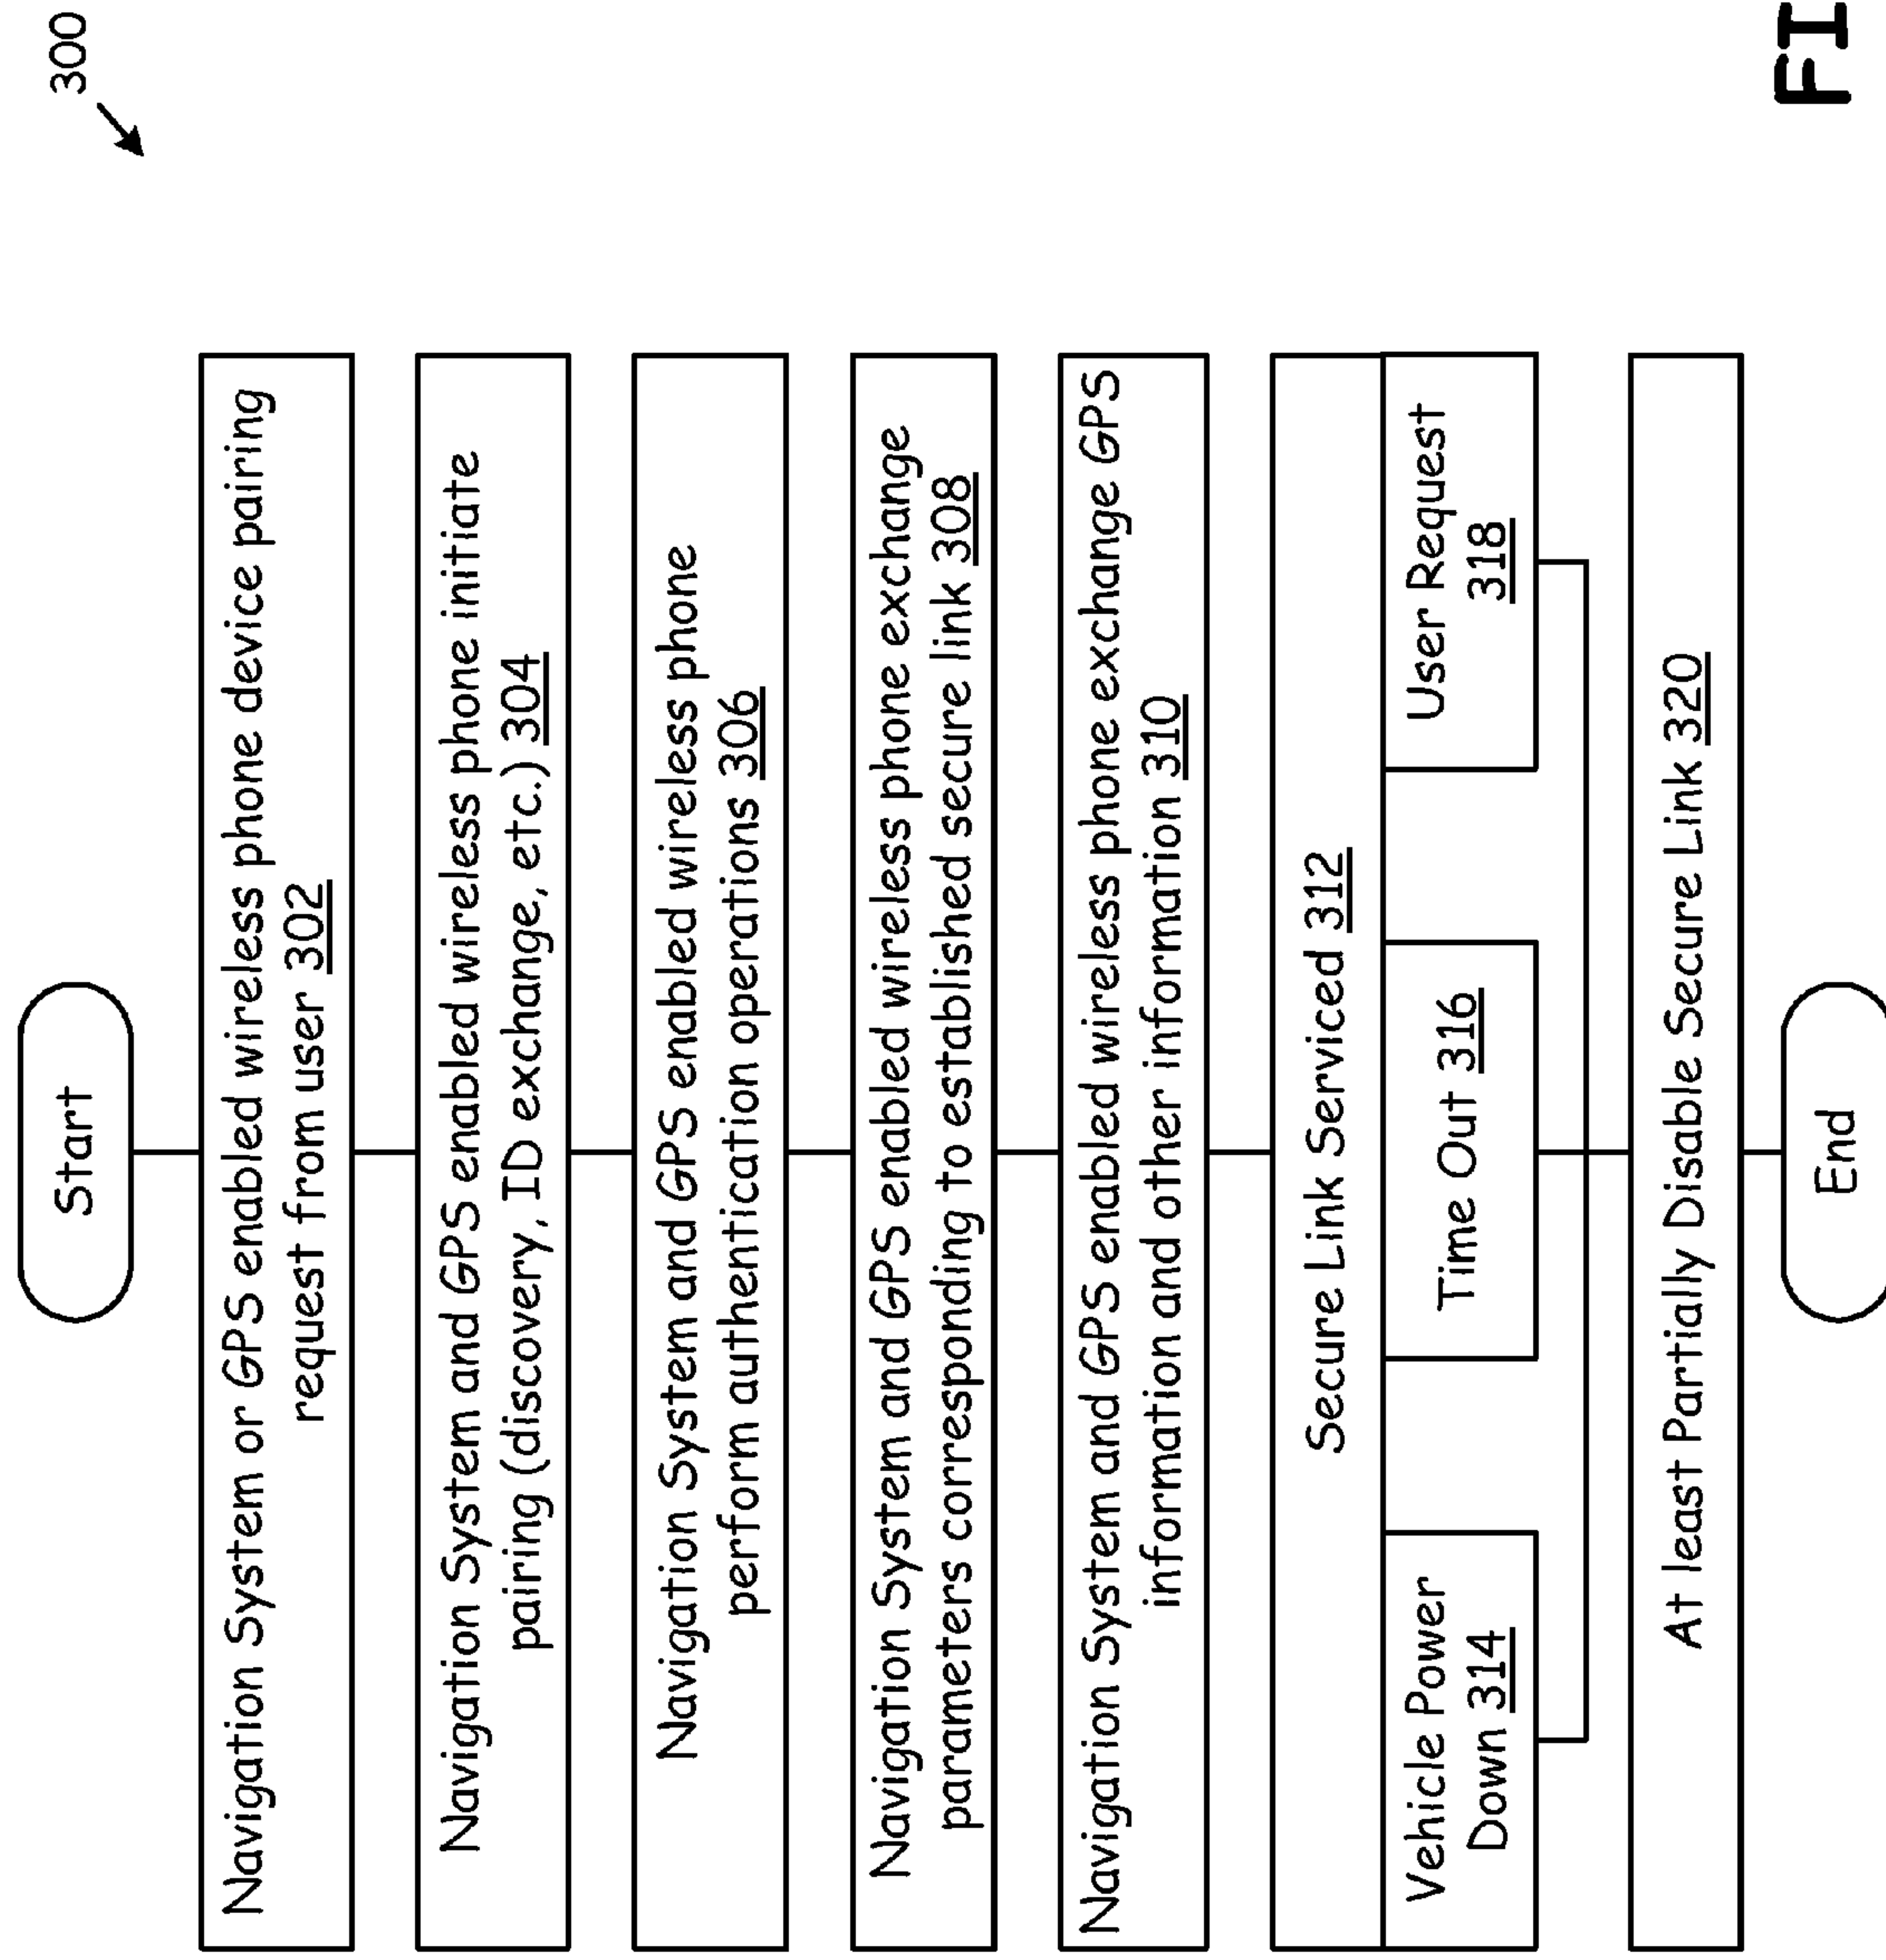 300
Start
Navigation System or GPS enabled wireless phone device pairing
request from user 302
Navigation System and GPS enabled wireless phone initiate
pairing (discovery, ID exchange, etc.) 304
Navigation System and GPS enabled wireless phone
perform authentication operations 306
Navigation System and GPS enabled wireless phone exchange
parameters corresponding to established secure link 308
Navigation System and GPS enabled wireless phone exchange GPS
information and other information 310
Secure Link Serviced 312
Vehicle Power
Down 314
Time Out 316
User Request
318
At least Partially Disable Secure Link 320
End
FI